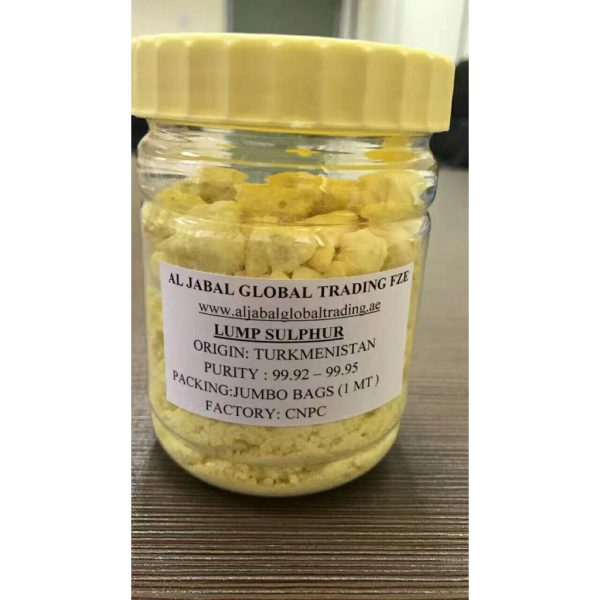 AL JABAL GLOBAL TRADING FZE
www.aljabalglobaltrading.ae
LUMP SULPHUR
ORIGIN: TURKMENISTAN
PURITY : 99.92 – 99.95
PACKING:JUMBO BAGS (1 MT )
FACTORY: CNPC